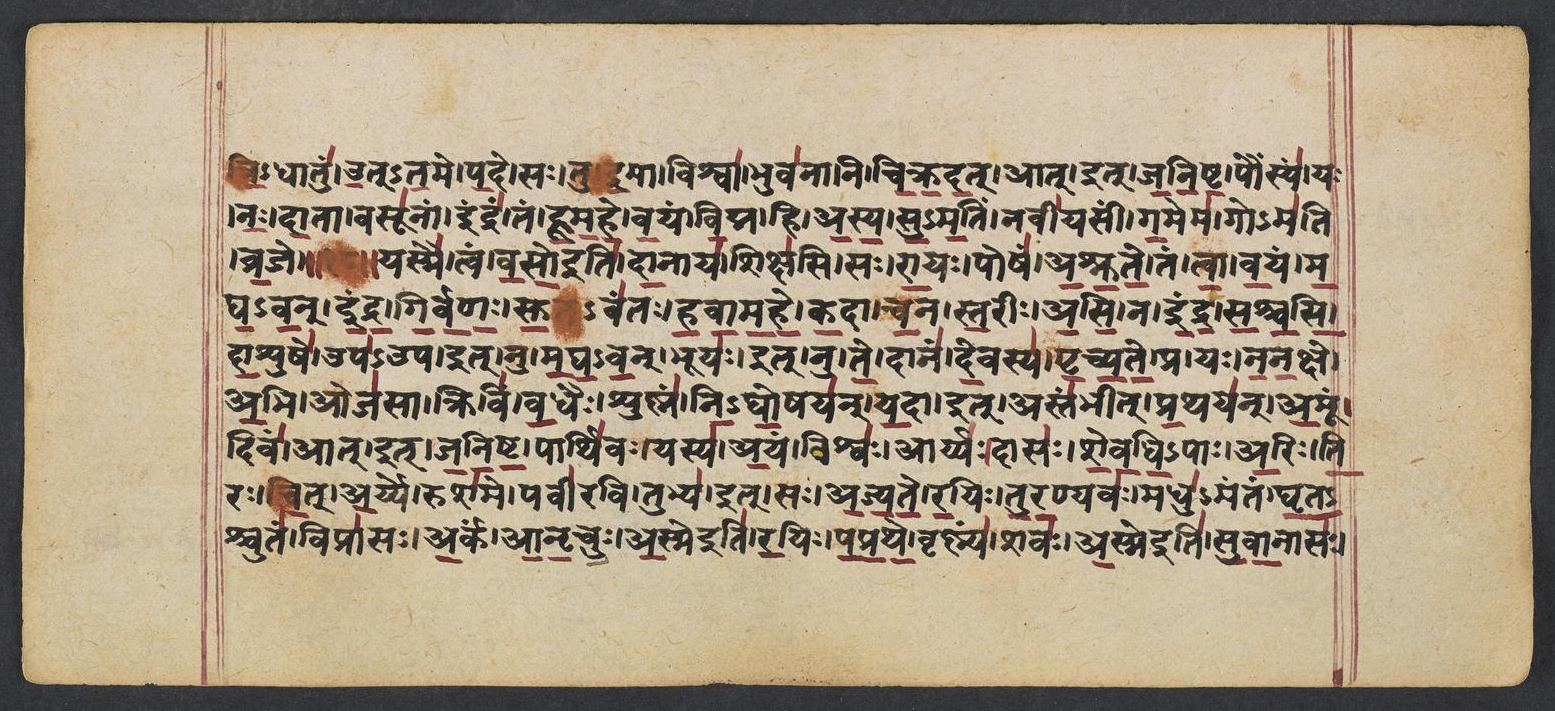 त्रिऽधातुं।उत्ऽतमे।पदे।सः।तु।इमा।विश्वा।भुवनानि।चिक्रदत्।आत्।इत्।जनिष्ट।पौंस्यं।यः
।नः।दाता।वसूनां।इंद्रं।तं।हूमहे।वयं।विद्म।हि।अस्य।सुऽमतिं।नवीयसीं।गमेम।गोऽमति
।व्रजे॥ ॥यस्मै।त्वं।वसोइति।दानाय।शिक्षसि।सः।रायः।पोषं।अश्नुते।तं।त्वा।वयं।म
घऽवन्।इंद्र।गिर्वणः।सुतऽवंतः।हवामहे।कदा।चन।स्तरीः।असि।न।इंद्र।सश्चसि।
दाशुषे।उपऽउप।इत्।नु।मघऽवन्।भूयः।इत्।नु।ते।दानं।देवस्य।पृच्यते।प्र।यः।ननक्षे।
अभि।ओजसा।क्रिविं।वधैः।शुष्णं।निऽघोषयन्।यदा।इत्।अस्तंभीत्।प्रथयन्।अमूं।
दिवं।आत्।इत्।जनिष्ट।पार्थिवः।यस्य।अयं।विश्वः।आर्यः।दासः।शेवधिऽपाः।अरिः।ति
रः।चित्।अर्ये।रुशमे।पवीरवि।तुभ्य।इत्।सः।अज्यते।रयिः।तुरण्यवः।मधुऽमंतं।घृतऽ
श्चुतं।विप्रासः।अर्कं।आनृचुः।अस्मेइति।रयिः।पप्रथे।वृष्ण्यं।शवः।अस्मेइति।सुवानासः।